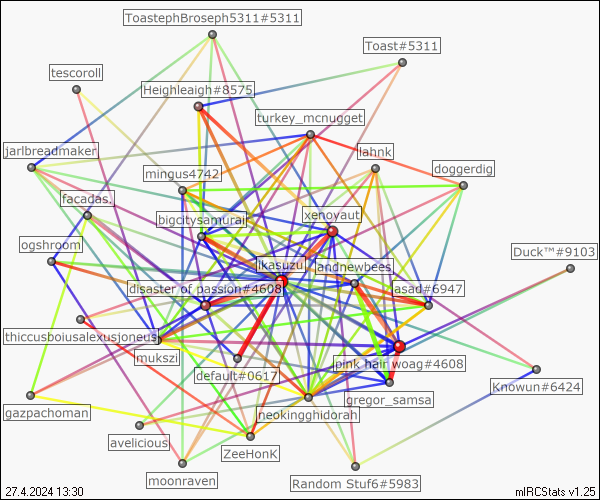 ToastephBroseph5311#5311
Toast#5311
tescoroll
Heighleaigh#8575
turkey_mcnugget
jarlbreadmaker
lahnk
doggerdig
mingus4742
facadas.
bigcitysamurai
xenoyaut
ogshroom
Duck™#9103
ikasuzu
andnewbees
disaster of passion#4608
asad#6947
thiccusboiusalexusjoneus
mukszi
default#0617
pink hair woag#4608
Knowun#6424
gregor_samsa
gazpachoman
neokingghidorah
avelicious
ZeeHonK
moonraven
Random Stuf6#5983
27.4.2024 13:30
mIRCStats v1.25